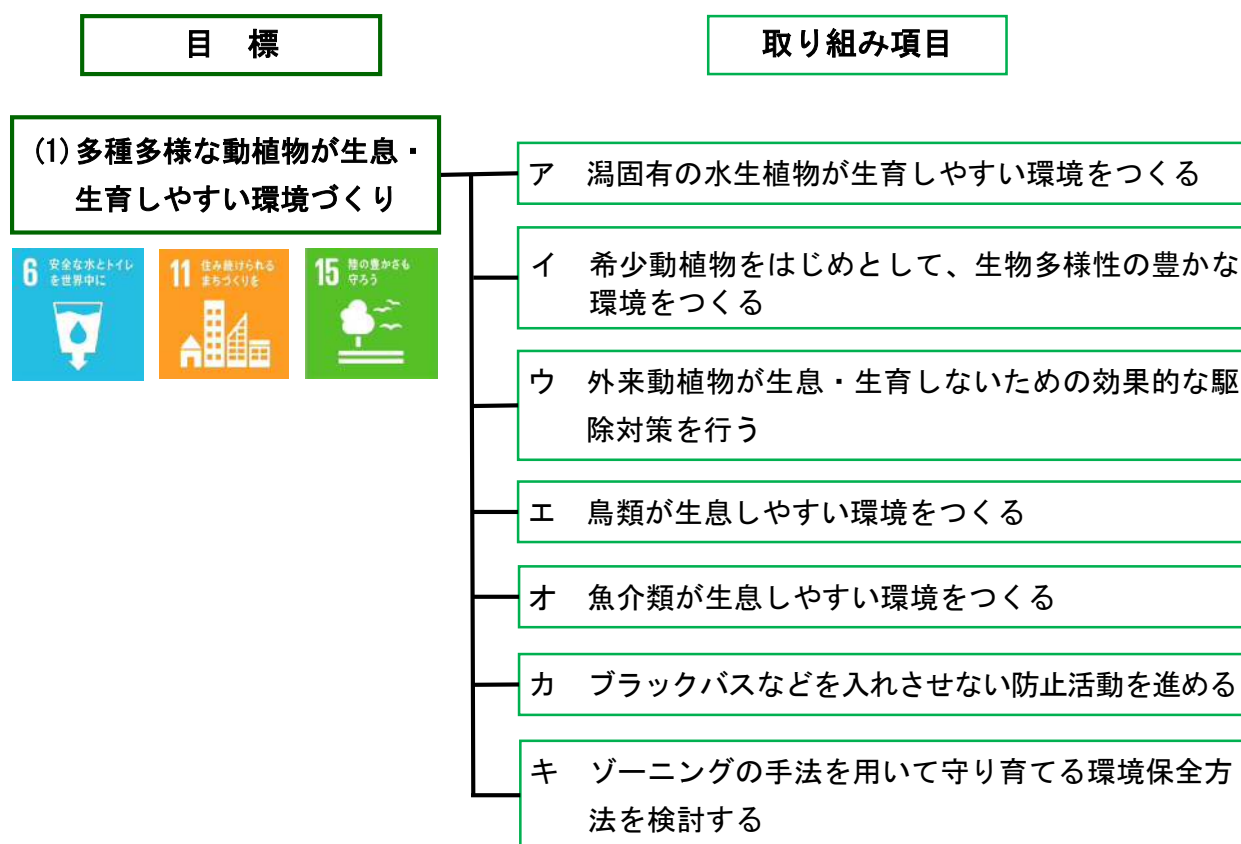 目 標
取り組み項目
(1)多種多様な動植物が生息・
生育しやすい環境づくり
6 安全な水とトイレ
を世界中に
11 住み続けられる
まちづくりを
15 陸の豊かさも
守ろう
ア 潟固有の水生植物が生育しやすい環境をつくる
イ 希少動植物をはじめとして、生物多様性の豊かな
環境をつくる
ウ 外来動植物が生息・生育しないための効果的な駆
除対策を行う
エ 鳥類が生息しやすい環境をつくる
オ 魚介類が生息しやすい環境をつくる
カ ブラックバスなどを入れさせない防止活動を進める
キ ゾーニングの手法を用いて守り育てる環境保全方
法を検討する